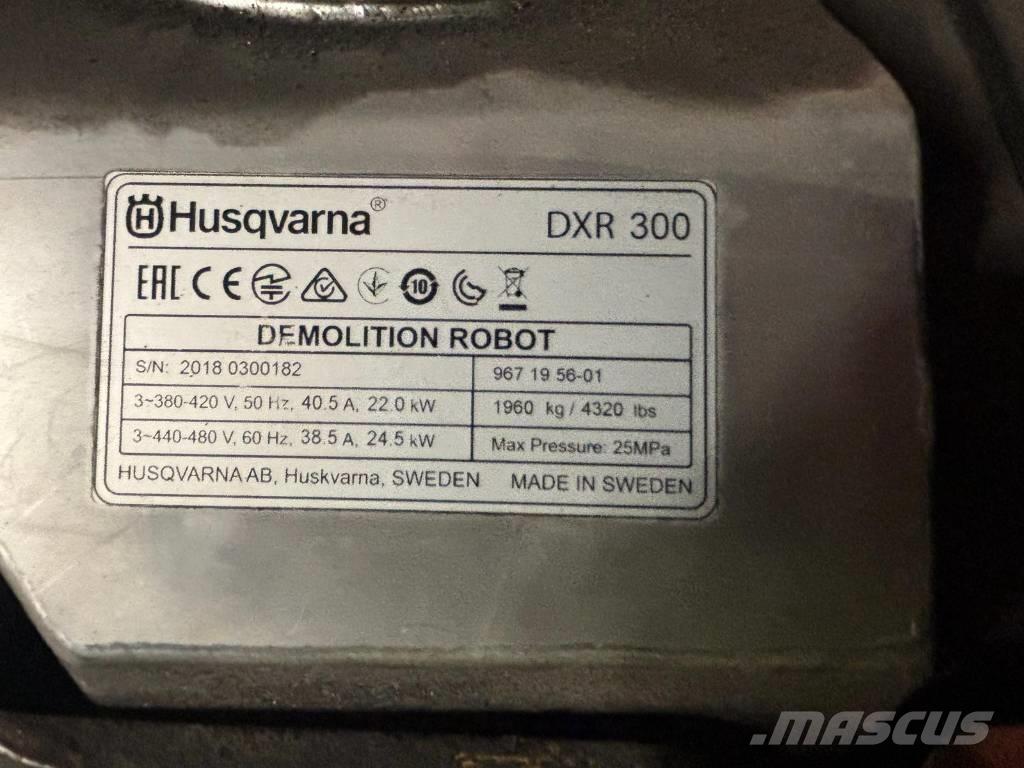 Husqvarna®
DXR 300
EAC CE 10
DEMOLITION ROBOT
S/N: 2018 0300182
967 19 56-01
3~380-420 V, 50 Hz, 40.5 A, 22.0 kW
1960 kg / 4320 lbs
3~440-480 V, 60 Hz, 38.5 A, 24.5 kW
Max Pressure: 25MPa
HUSQVARNA AB, Huskvarna, SWEDEN
MADE IN SWEDEN
MASCUS